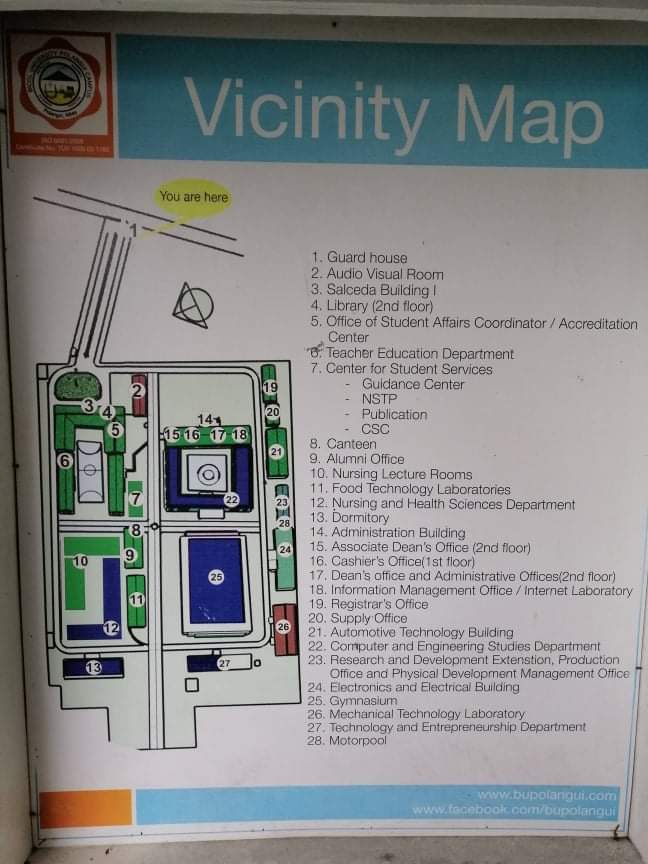 BICOL UNIVERSITY POLANGUI CAMPUS
Polangui, Albay
ISO 9001:2008
Vicinity Map
You are here
1
1. Guard house
2. Audio Visual Room
3. Salceda Building I
4. Library (2nd floor)
5. Office of Student Affairs Coordinator / Accreditation
Center
6. Teacher Education Department
7. Center for Student Services
- Guidance Center
- NSTP
- Publication
- CSC
8. Canteen
9. Alumni Office
10. Nursing Lecture Rooms
11. Food Technology Laboratories
12. Nursing and Health Sciences Department
13. Dormitory
14. Administration Building
15. Associate Dean's Office (2nd floor)
16. Cashier's Office(1st floor)
17. Dean's office and Administrative Offices(2nd floor)
18. Information Management Office / Internet Laboratory
19. Registrar's Office
20. Supply Office
21. Automotive Technology Building
22. Computer and Engineering Studies Department
23. Research and Development Extenstion, Production
Office and Physical Development Management Office
24. Electronics and Electrical Building
25. Gymnasium
26. Mechanical Technology Laboratory
27. Technology and Entrepreneurship Department
28. Motorpool
2
3
4
5
6
7
8
9
10
11
12
13
14
15 16 17 18
19
20
21
22
23
28
24
25
26
27
www.bupolangui.com
www.facebook.com/bupolangui